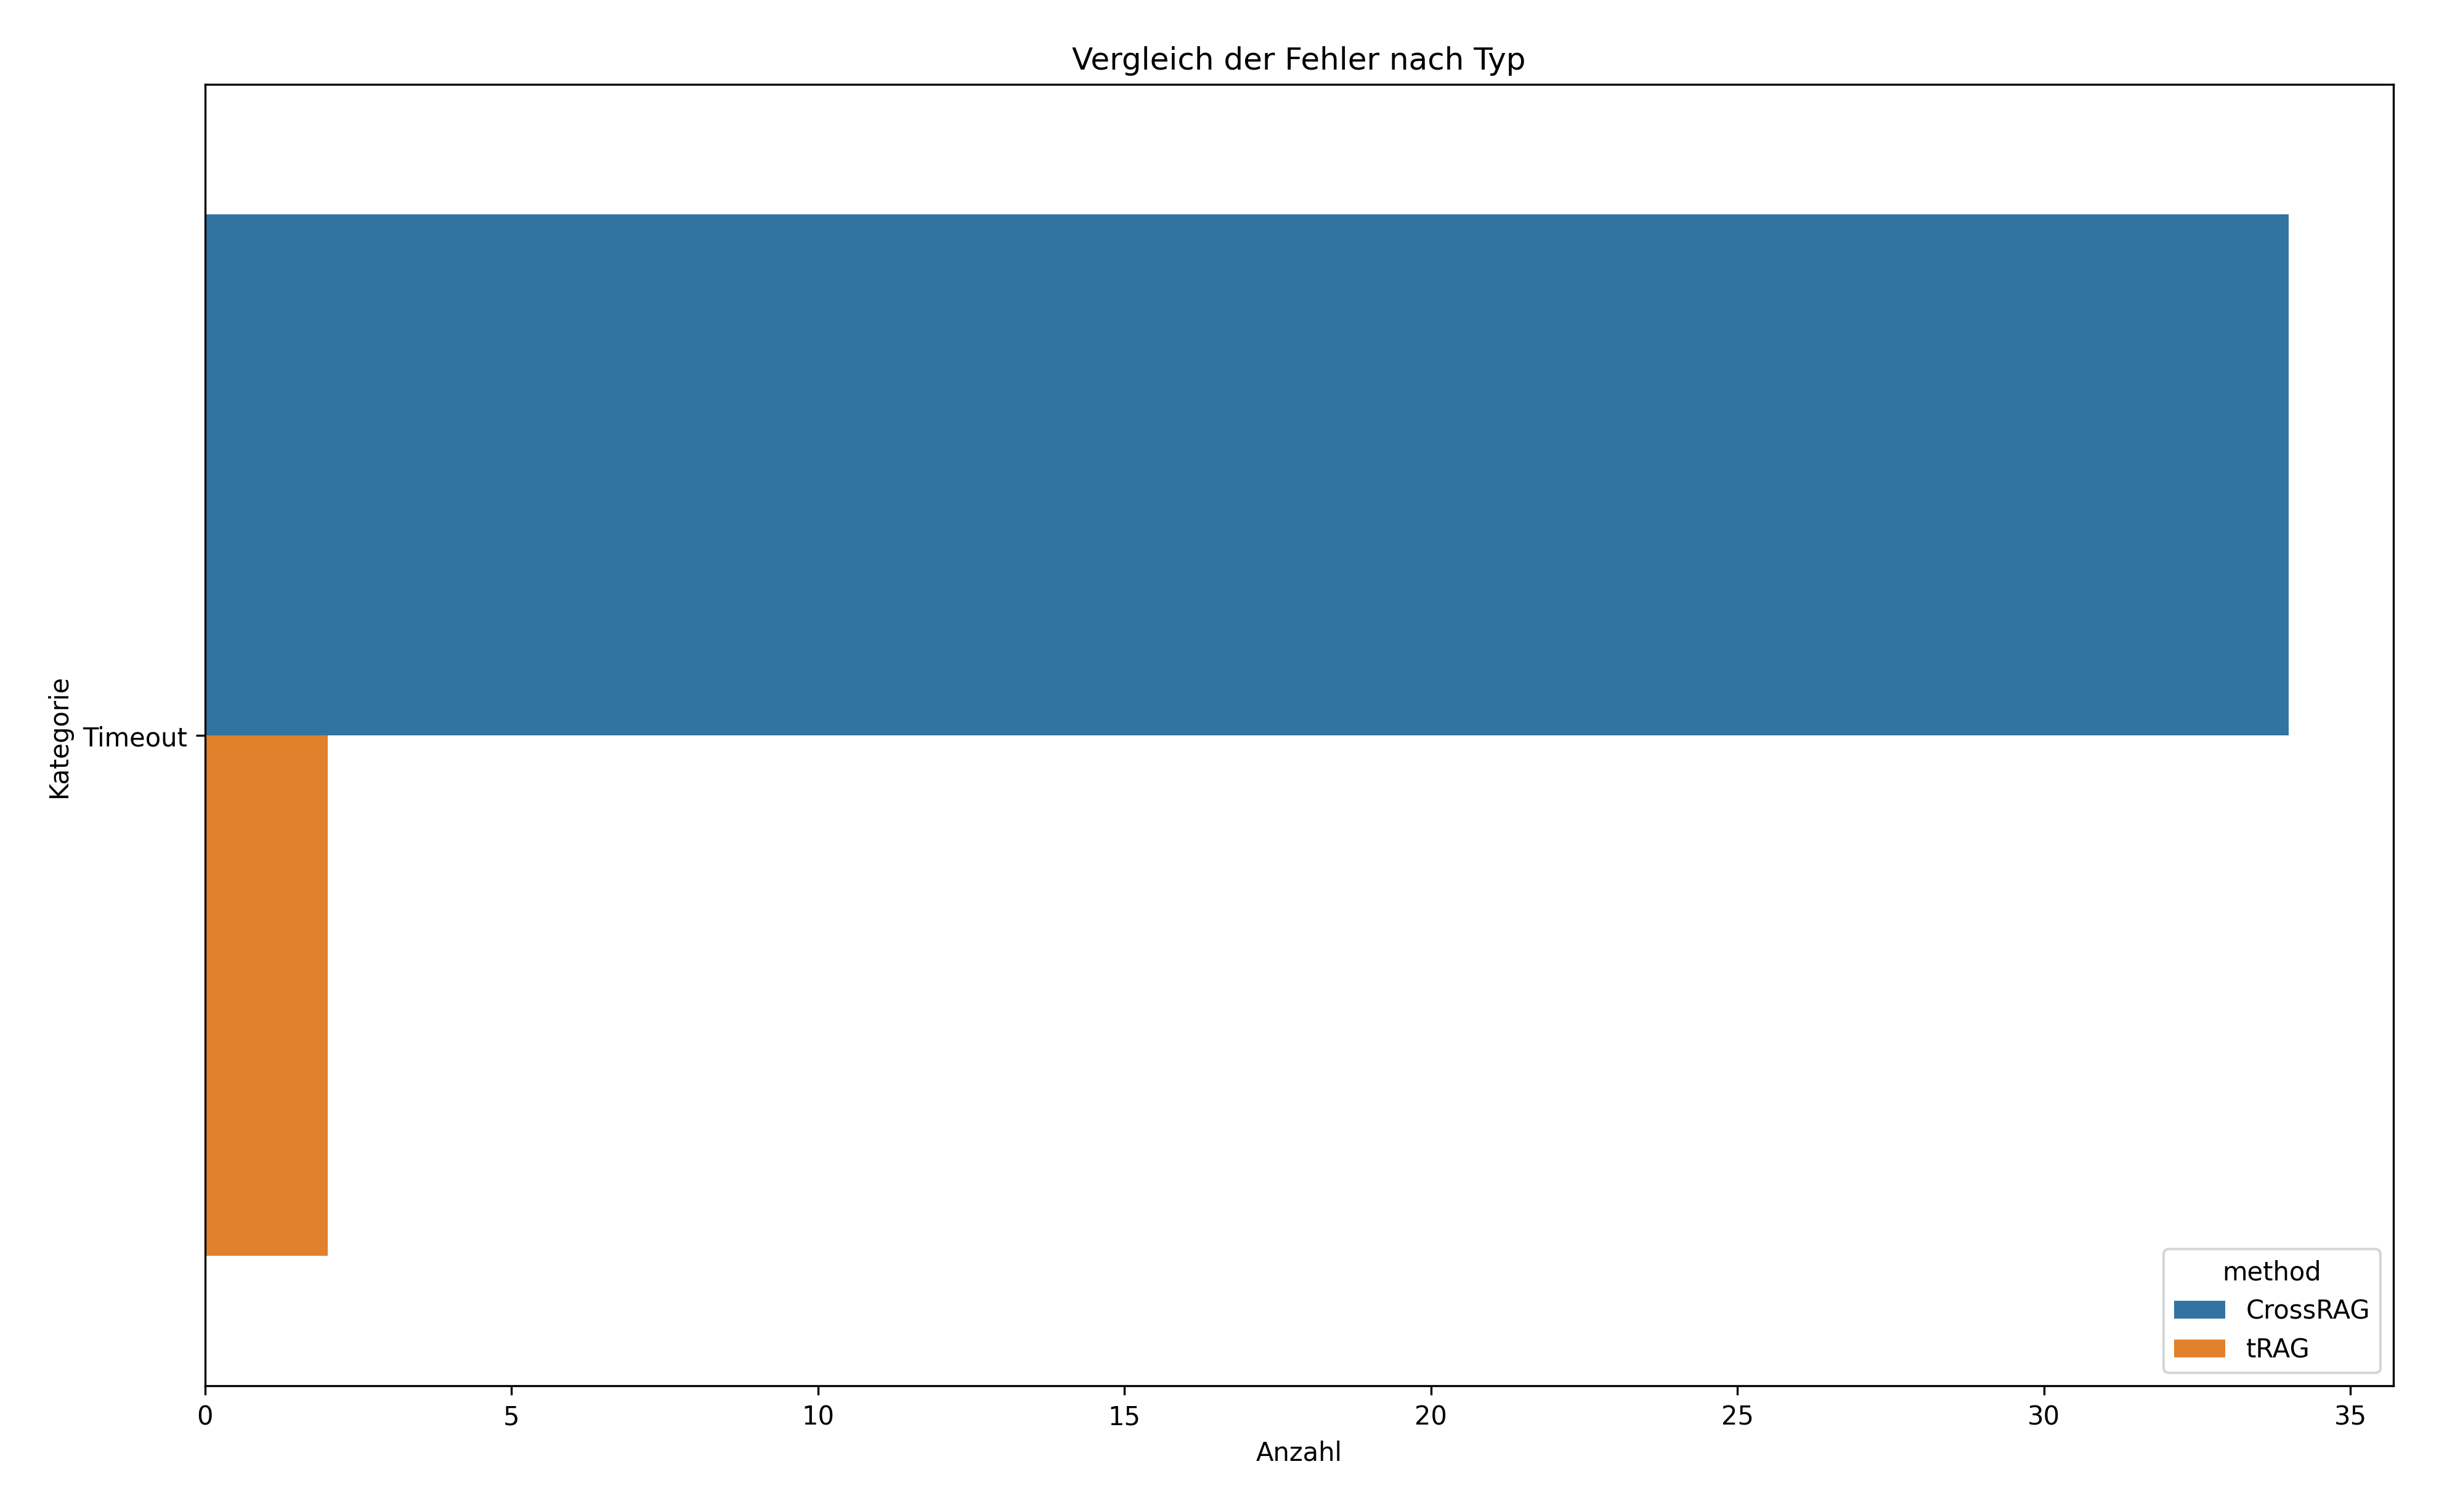 Vergleich der Fehler nach Typ
Kategorie
Timeout
0 5 10 15 20 25 30 35
Anzahl
method
CrossRAG
tRAG